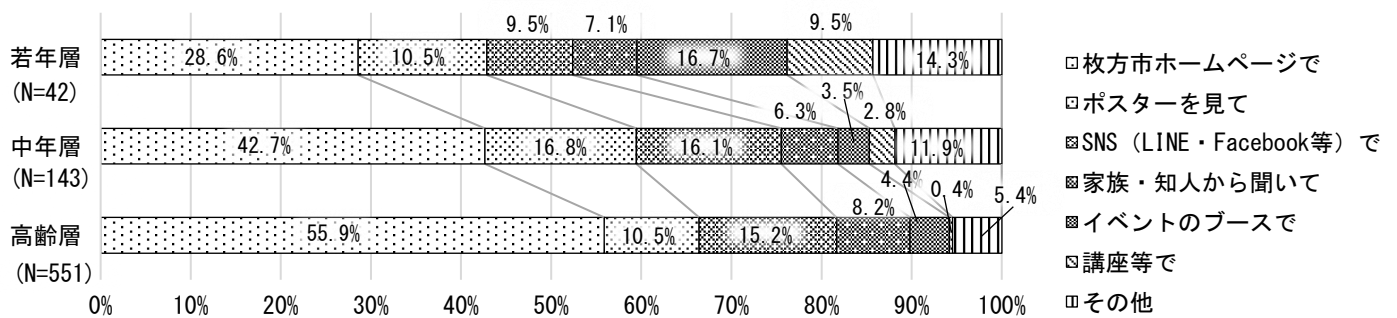 9.5% 7.1% 9.5%
若年層 28.6% 10.5% 16.7% 14.3%
(N=42)
6.3% 3.5% 2.8%
中年層 42.7% 16.8% 16.1% 11.9%
(N=143)
8.2% 4.4% 0.4% 5.4%
高齢層 55.9% 10.5% 15.2%
(N=551)
0% 10% 20% 30% 40% 50% 60% 70% 80% 90% 100%
枚方市ホームページで
ポスターを見て
SNS（LINE・Facebook等）で
家族・知人から聞いて
イベントのブースで
講座等で
その他